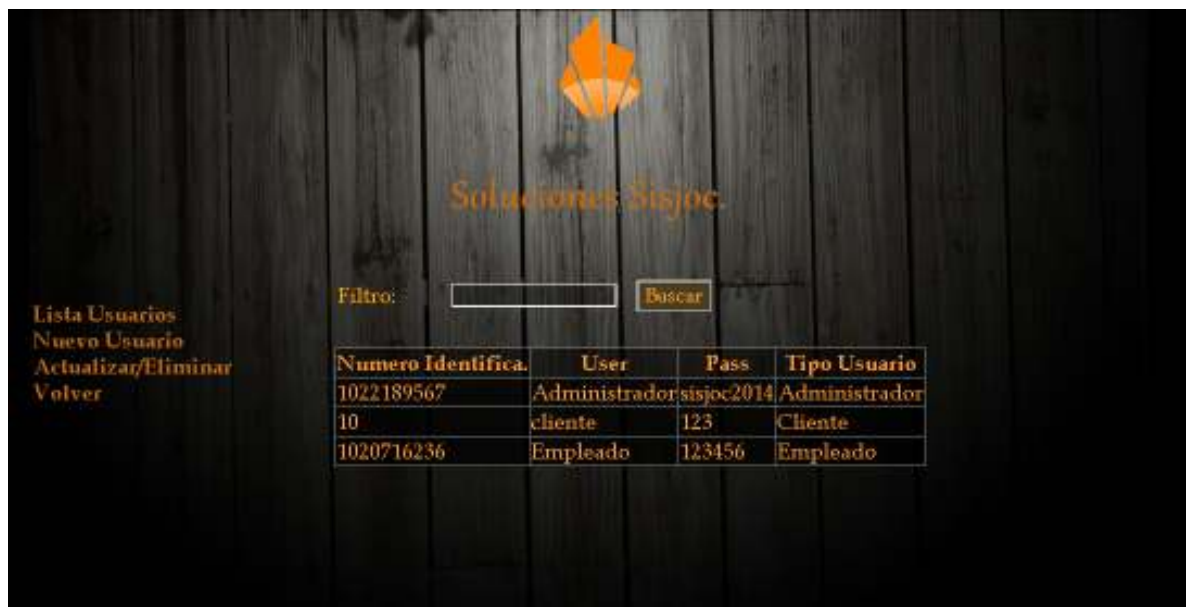 Soluciones Sisjoc.
Filtro: Buscar
Lista Usuarios
Nuevo Usuario
Actualizar/Eliminar
Volver
Numero Identifica. User Pass Tipo Usuario
1022189567 Administrador sisjoc2014 Administrador
10 cliente 123 Cliente
1020716236 Empleado 123456 Empleado